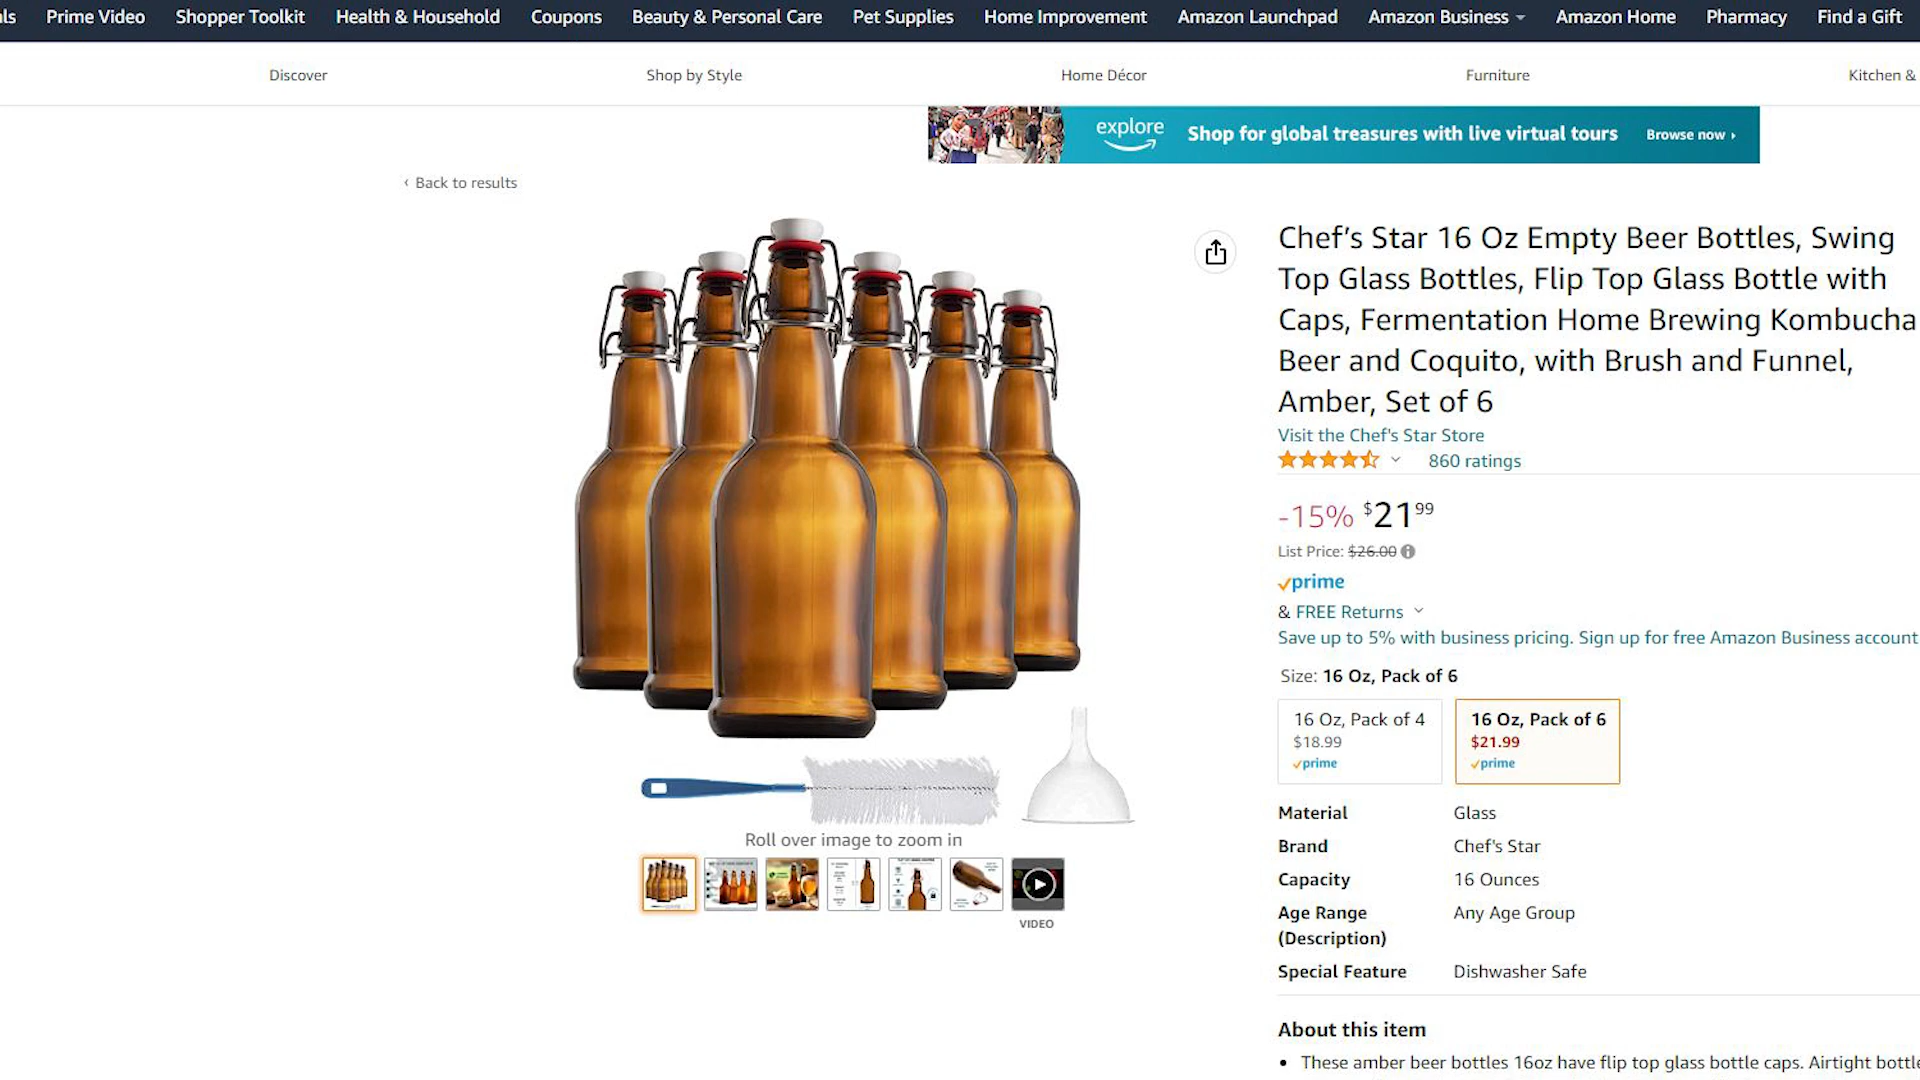 ls Prime Video Shopper Toolkit Health & Household Coupons Beauty & Personal Care Pet Supplies Home Improvement Amazon Launchpad Amazon Business Amazon Home Pharmacy Find a Gift
Discover Shop by Style Home Décor Furniture Kitchen &
explore Shop for global treasures with live virtual tours Browse now
‹ Back to results
Chef’s Star 16 Oz Empty Beer Bottles, Swing
Top Glass Bottles, Flip Top Glass Bottle with
Caps, Fermentation Home Brewing Kombucha
Beer and Coquito, with Brush and Funnel,
Amber, Set of 6
Visit the Chef's Star Store
860 ratings
-15% $21 99
List Price: $26.00
prime
& FREE Returns
Save up to 5% with business pricing. Sign up for free Amazon Business account
Size: 16 Oz, Pack of 6
16 Oz, Pack of 4
$18.99
prime
16 Oz, Pack of 6
$21.99
prime
Material Glass
Brand Chef's Star
Capacity 16 Ounces
Age Range (Description) Any Age Group
Special Feature Dishwasher Safe
About this item
• These amber beer bottles 16oz have flip top glass bottle caps. Airtight bottle
Roll over image to zoom in
VIDEO